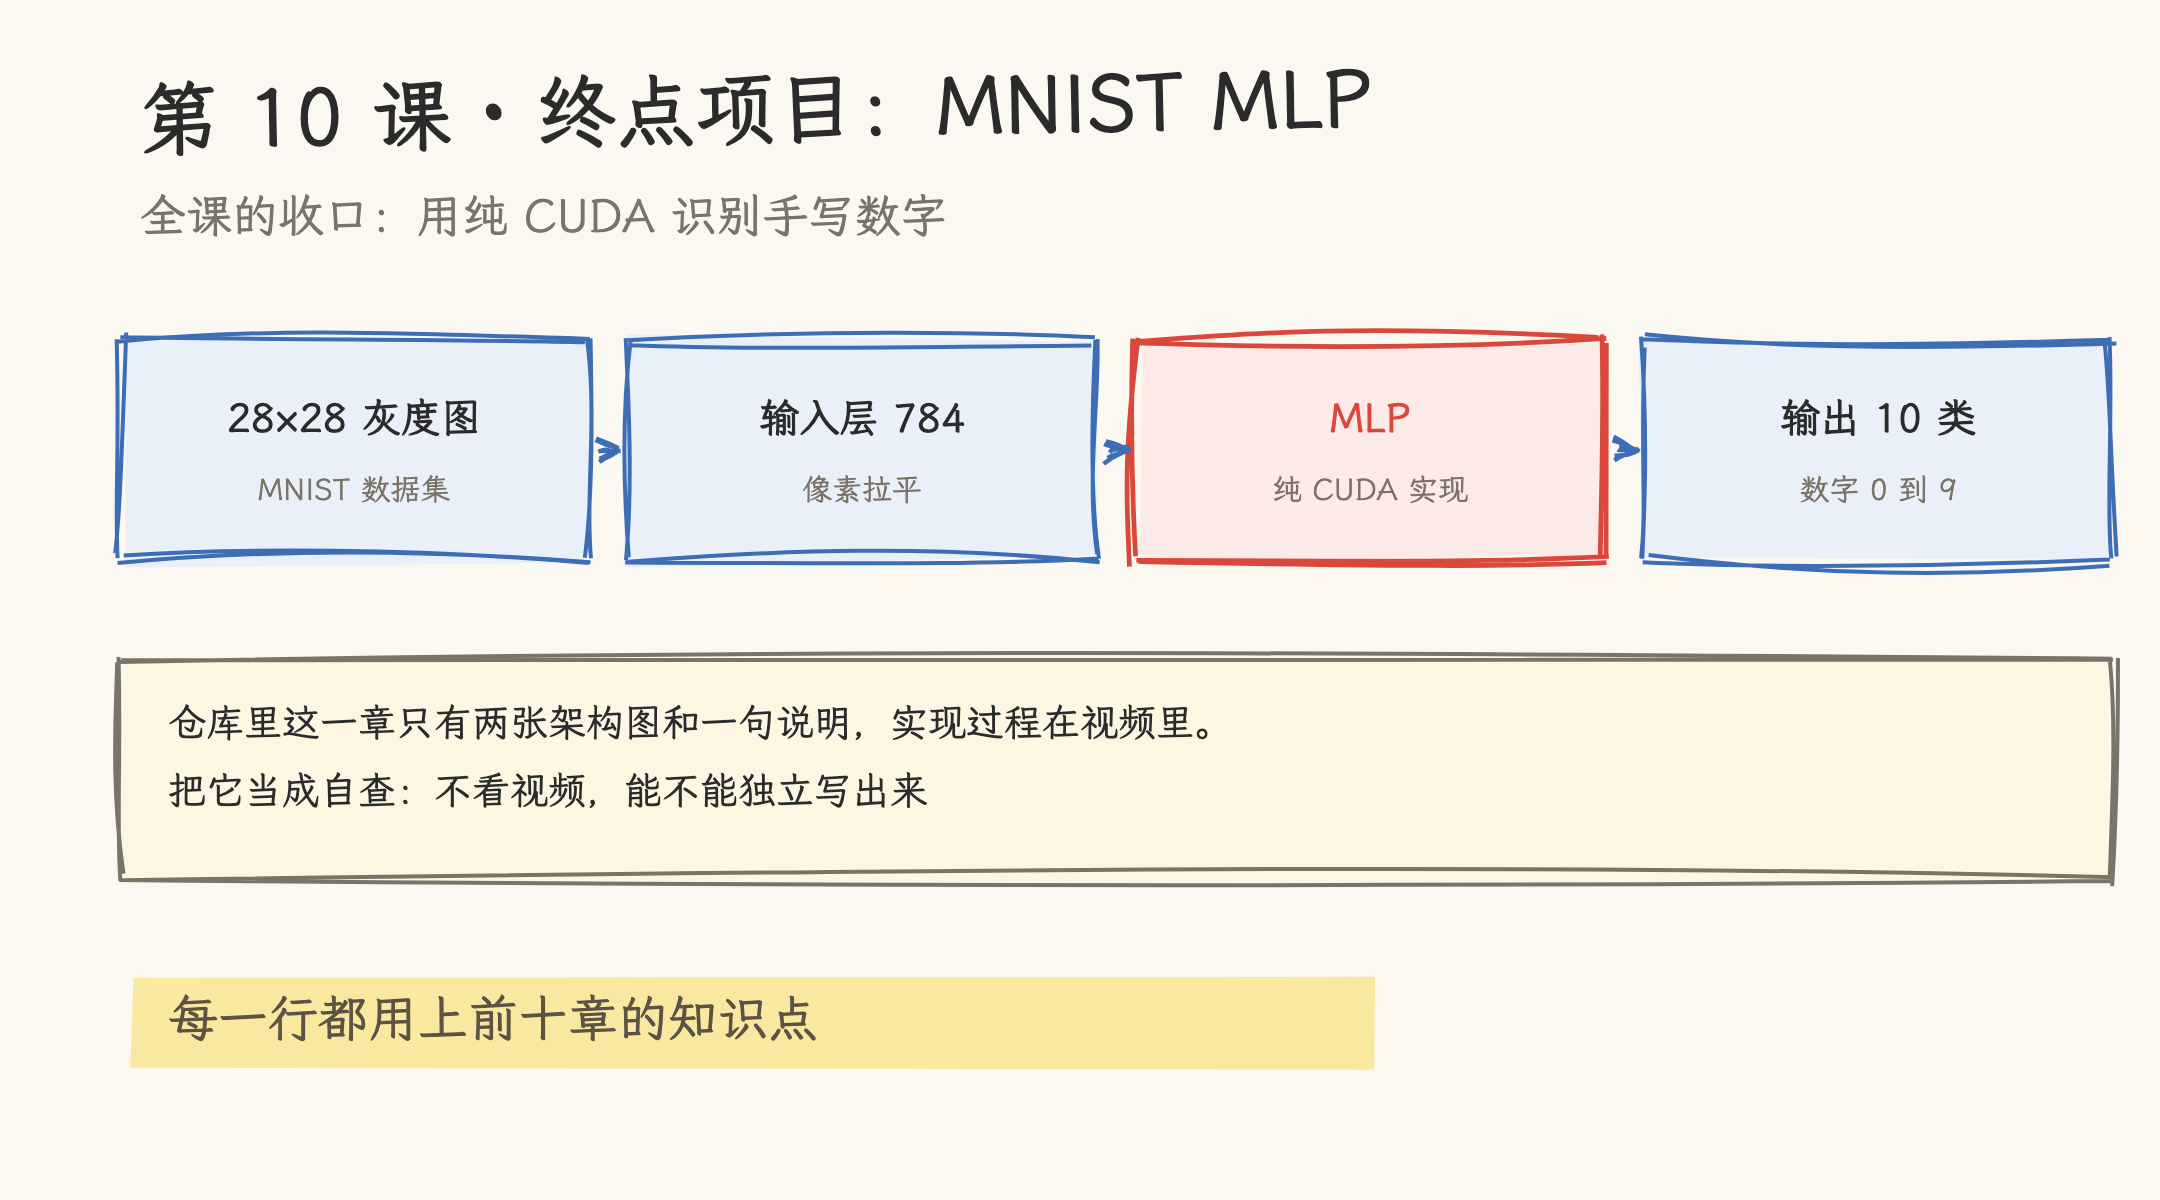 第 10 课·终点项目：MNIST MLP
全课的收口：用纯 CUDA 识别手写数字
28×28 灰度图
MNIST 数据集
输入层 784
像素拉平
MLP
纯 CUDA 实现
输出 10 类
数字 0 到 9
仓库里这一章只有两张架构图和一句说明，实现过程在视频里。
把它当成自查：不看视频，能不能独立写出来
每一行都用上前十章的知识点